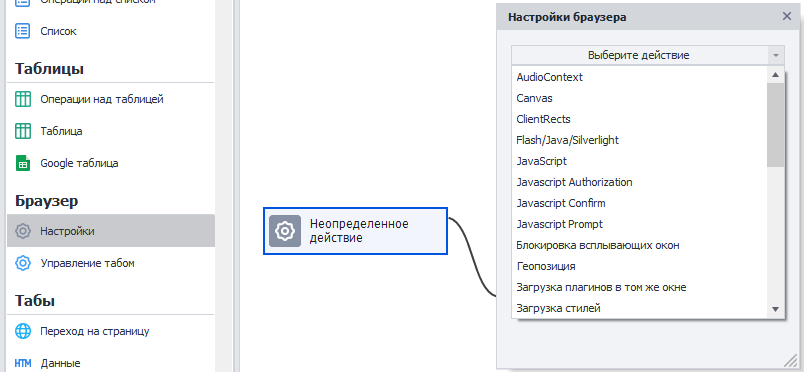 Операции над списком
Список
Таблицы
Операции над таблицей
Таблица
Google таблица
Браузер
Настройки
Управление табом
Табы
Переход на страницу
HTM
Данные
Неопределенное
действие
Настройки браузера
Выберите действие
AudioContext
Canvas
ClientRects
Flash/Java/Silverlight
JavaScript
Javascript Authorization
Javascript Confirm
Javascript Prompt
Блокировка всплывающих окон
Геопозиция
Загрузка плагинов в том же окне
Загрузка стилей